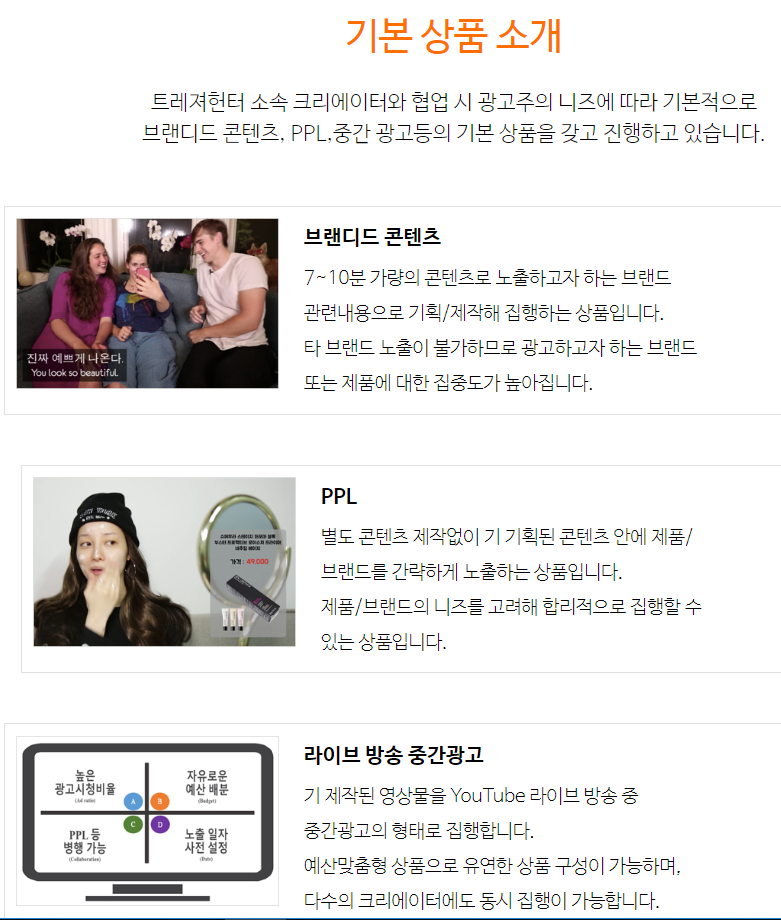 기본 상품 소개
트레져헌터 소속 크리에이터와 협업 시 광고주의 니즈에 따라 기본적으로
브랜디드 콘텐츠, PPL,중간 광고등의 기본 상품을 갖고 진행하고 있습니다.
브랜디드 콘텐츠
7~10분 가량의 콘텐츠로 노출하고자 하는 브랜드
관련내용으로 기획/제작해 집행하는 상품입니다.
타 브랜드 노출이 불가하므로 광고하고자 하는 브랜드
또는 제품에 대한 집중도가 높아집니다.
진짜 예쁘게 나온다.
You look so beautiful.
PPL
별도 콘텐츠 제작없이 기 기획된 콘텐츠 안에 제품/
브랜드를 간략하게 노출하는 상품입니다.
제품/브랜드의 니즈를 고려해 합리적으로 집행할 수
있는 상품입니다.
가격 : 49,000
라이브 방송 중간광고
기 제작된 영상물을 YouTube 라이브 방송 중
중간광고의 형태로 집행합니다.
예산맞춤형 상품으로 유연한 상품 구성이 가능하며,
다수의 크리에이터에도 동시 집행이 가능합니다.
높은
광고시청비율
(Ad ratio)
A
자유로운
예산 배분
(Budget)
B
PPL 등
병행 가능
(Collaboration)
C
노출 일자
사전 설정
(Date)
D